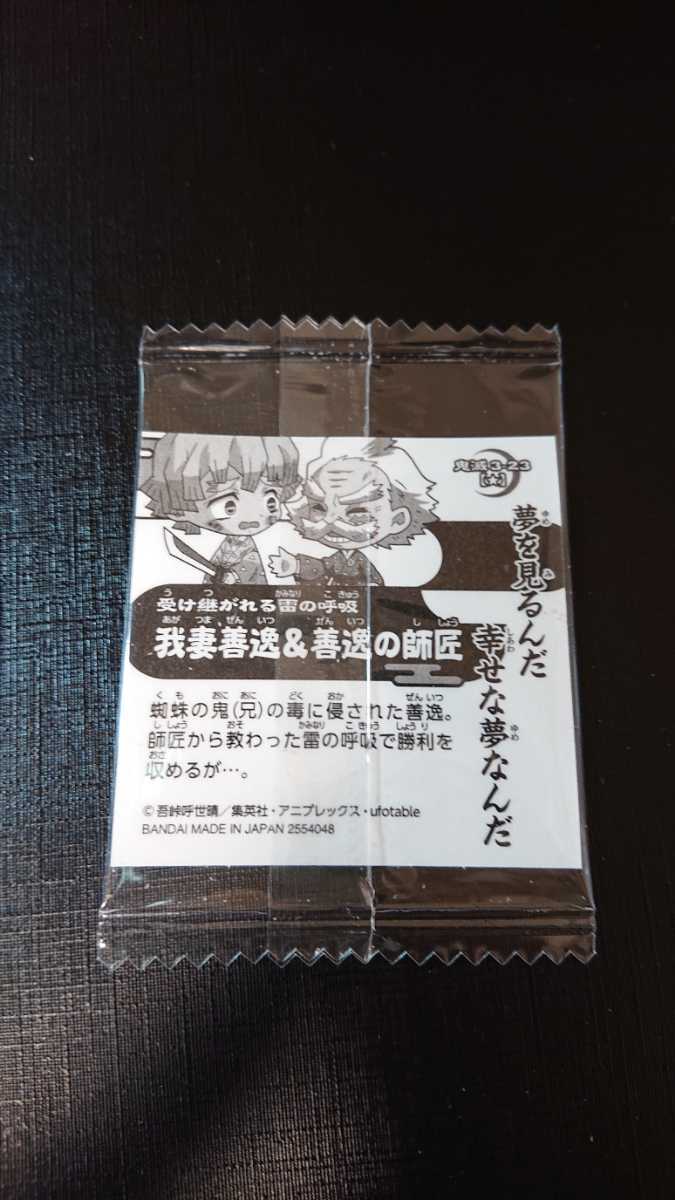 鬼滅 3-23
[★]
夢を見るんだ
幸せな夢なんだ
受け継がれる雷の呼吸
我妻善逸&善逸の師匠
蜘蛛の鬼(兄)の毒に侵された善逸。
師匠から教わった雷の呼吸で勝利を
収めるが…。
©吾峠呼世晴/集英社・アニプレックス・ufotable
BANDAI MADE IN JAPAN 2554048